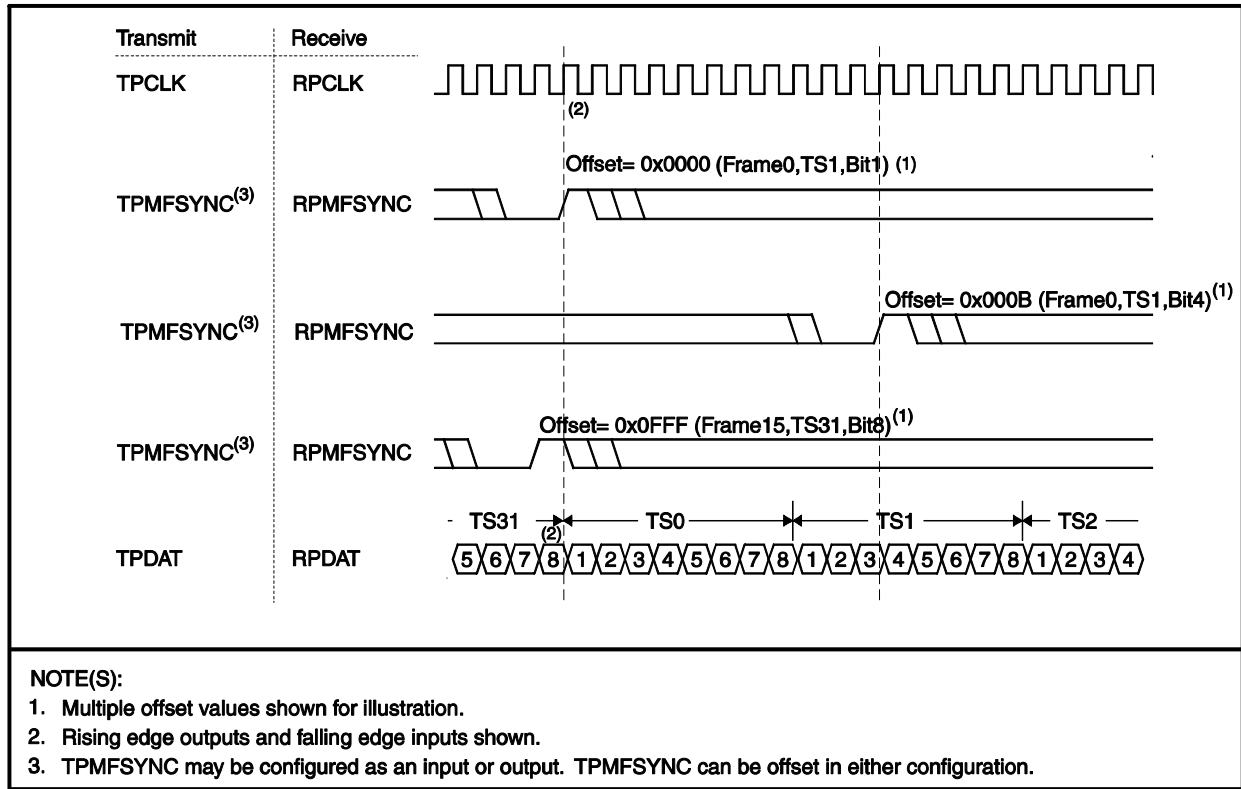 Transmit Receive
TPCLK RPCLK
(2)
Offset= 0x0000 (Frame0,TS1,Bit1) (1)
TPMFSYNC(3) RPMFSYNC
Offset= 0x000B (Frame0,TS1,Bit4)(1)
TPMFSYNC(3) RPMFSYNC
Offset= 0x0FFF (Frame15,TS31,Bit8)(1)
TPMFSYNC(3) RPMFSYNC
TS31 TS0 TS1 TS2
(2)
TPDAT RPDAT 5 6 7 8 1 2 3 4 5 6 7 8 1 2 3 4 5 6 7 8 1 2 3 4
NOTE(S):
1. Multiple offset values shown for illustration.
2. Rising edge outputs and falling edge inputs shown.
3. TPMFSYNC may be configured as an input or output. TPMFSYNC can be offset in either configuration.